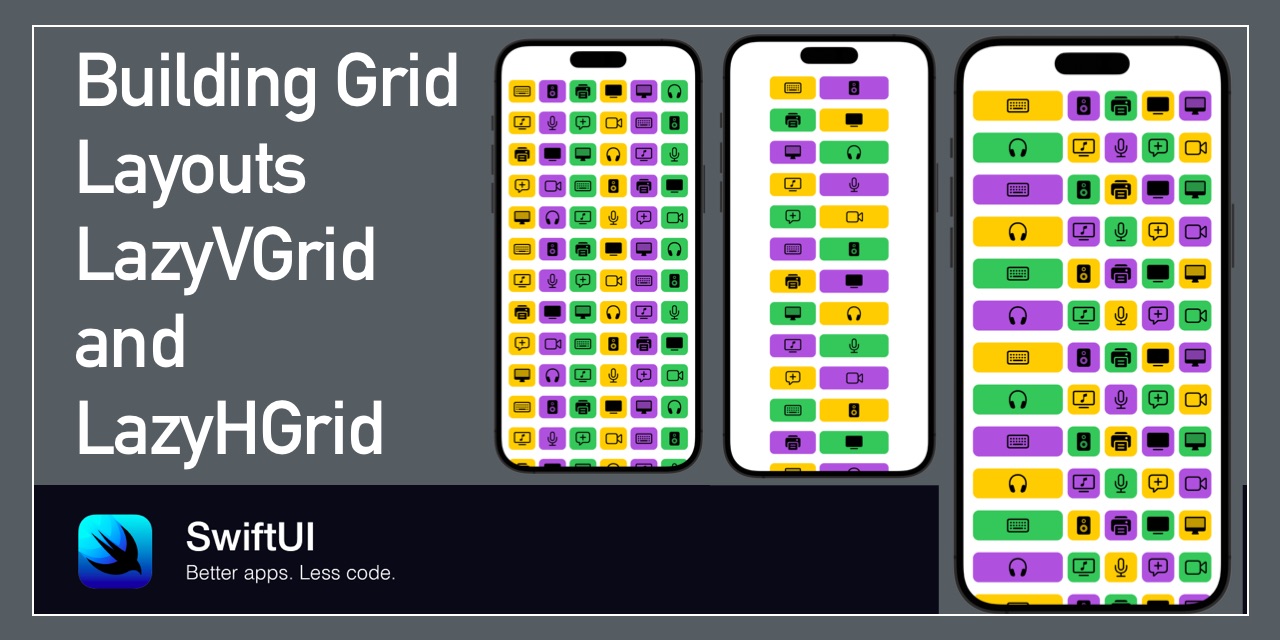 Building Grid
Layouts
LazyVGrid
and
LazyHGrid
SwiftUI
Better apps. Less code.